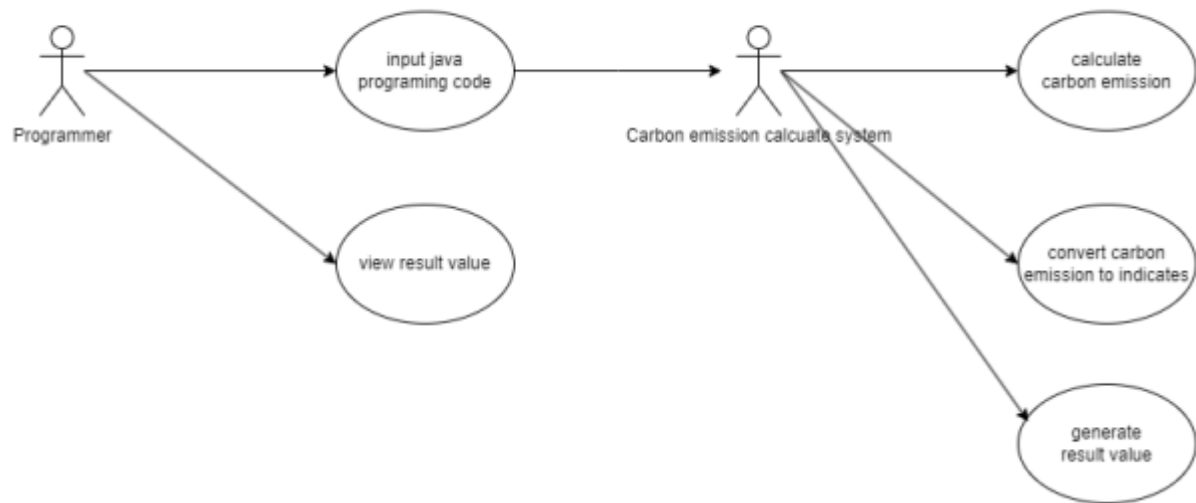 input java
programing code
calculate
carbon emission
Programmer
Carbon emission calcuate system
view result value
convert carbon
emission to indicates
generate
result value